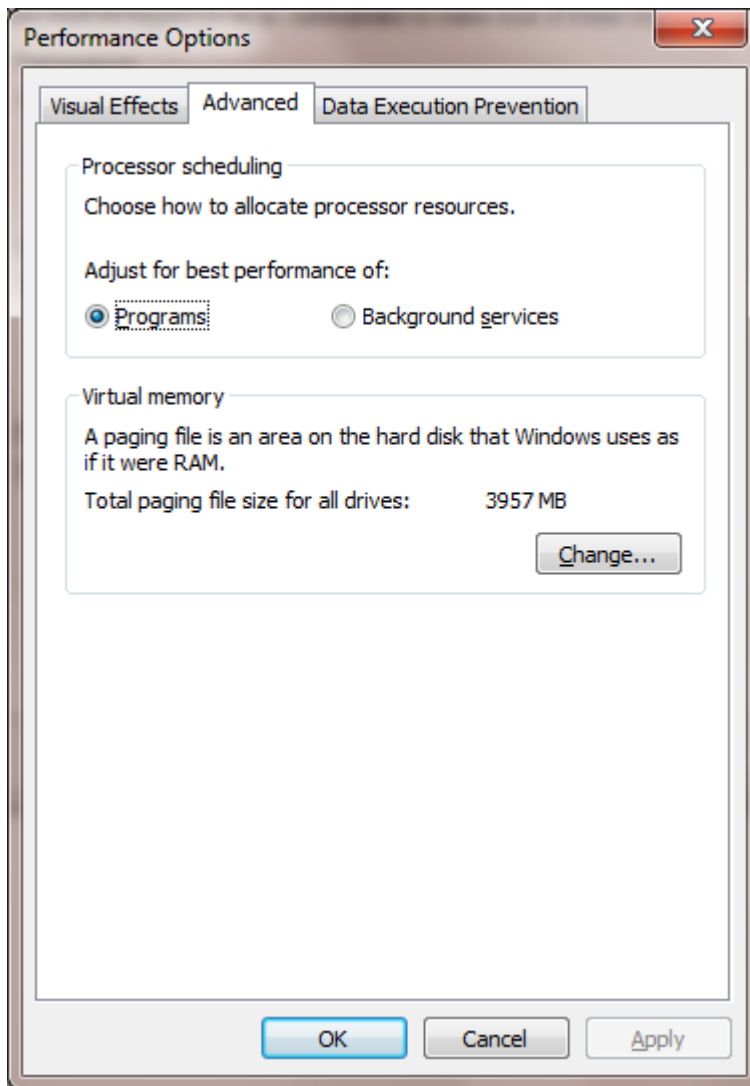 Performance Options
Visual Effects Advanced Data Execution Prevention
Processor scheduling
Choose how to allocate processor resources.
Adjust for best performance of:
Programs Background services
Virtual memory
A paging file is an area on the hard disk that Windows uses as
if it were RAM.
Total paging file size for all drives: 3957 MB
Change...
OK Cancel Apply